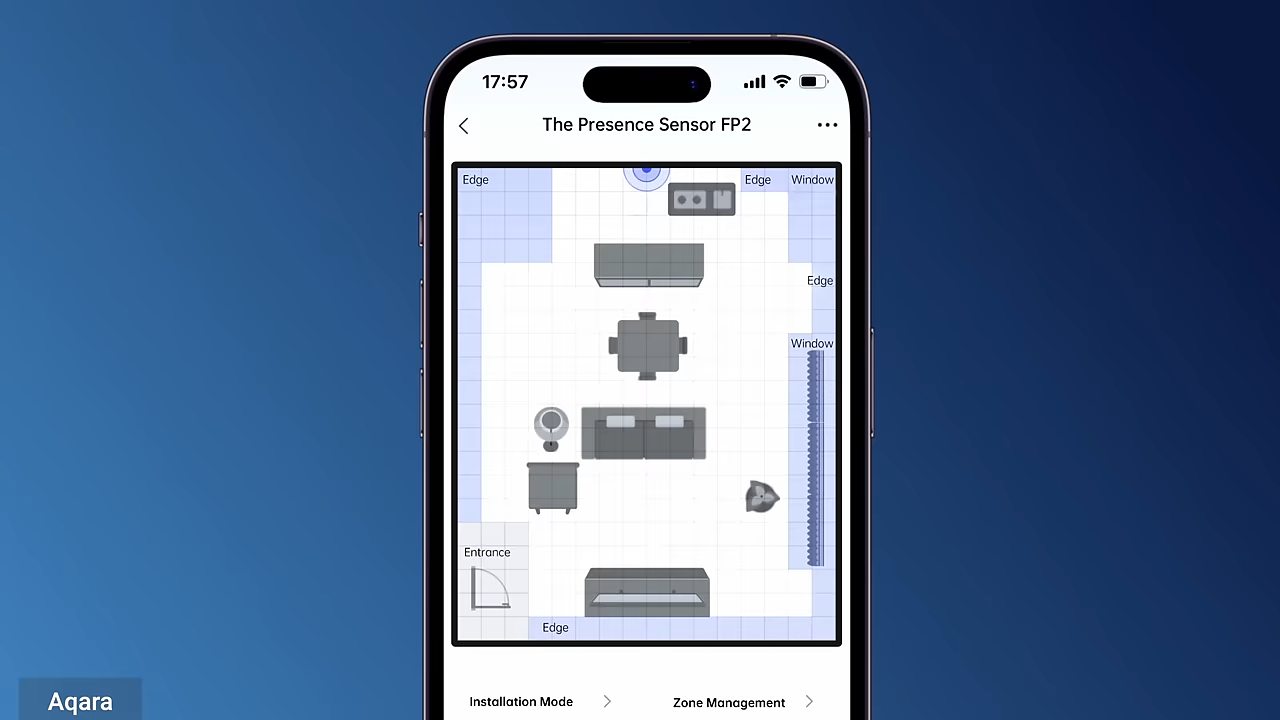 17:57
The Presence Sensor FP2
Edge
Edge
Window
Edge
Window
Entrance
Edge
Installation Mode
Zone Management
Aqara